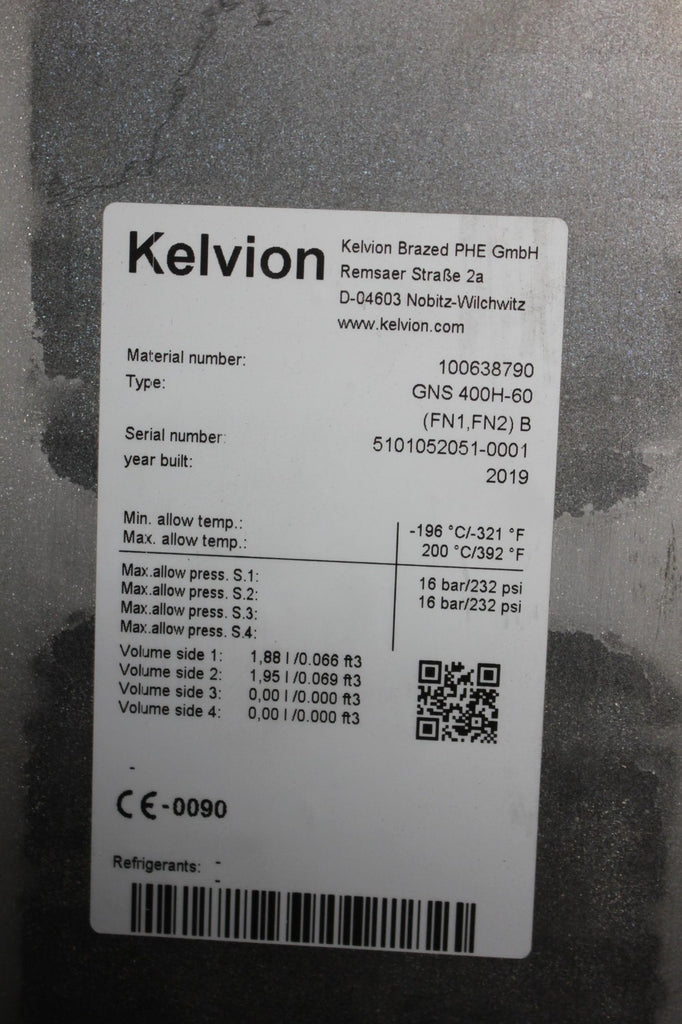 Kelvion
Kelvion Brazed PHE GmbH
Remsaer Straße 2a
D-04603 Nobitz-Wilchwitz
www.kelvion.com
Material number: 100638790
Type: GNS 400H-60
(FN1,FN2) B
Serial number: 5101052051-0001
year built: 2019
Min. allow temp.: -196 °C/-321 °F
Max. allow temp.: 200 °C/392 °F
Max.allow press. S.1: 16 bar/232 psi
Max.allow press. S.2: 16 bar/232 psi
Max.allow press. S.3:
Max.allow press. S.4:
Volume side 1: 1,88 l /0.066 ft3
Volume side 2: 1,95 l /0.069 ft3
Volume side 3: 0,00 l /0.000 ft3
Volume side 4: 0,00 l /0.000 ft3
-
CE-0090
Refrigerants: -
-